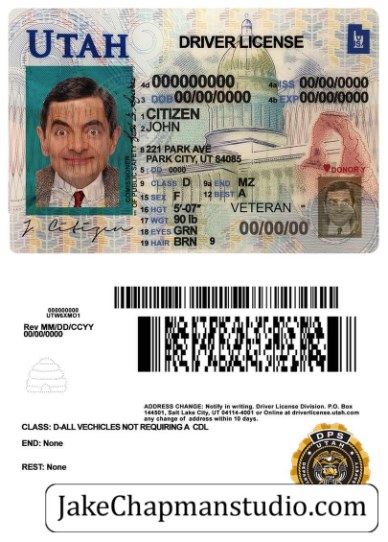 UTAH DRIVER LICENSE
4d 000000000 4a ISS 00/00/0000
3 DOB 00/00/0000 4b EXP 00/00/0000
1 CITIZEN
2 JOHN
8 221 PARK AVE
PARK CITY, UT 84085
5 DD 0000
DONOR
9 CLASS D 9a END MZ
15 SEX F 12 REST A
16 HGT 5'-07" VETERAN
17 WGT 90 lb
18 EYES GRN 00/00/00
19 HAIR BRN 9
J. Citizen
000000000
UTW6XMD1
Rev MM/DD/CCYY
00/00/0000
ADDRESS CHANGE: Notify in writing. Driver License Division. P.O. Box
144501, Salt Lake City, UT 04114-4001 or Online at driverlicense.utah.com
any change of address within 10 days.
CLASS: D-ALL VECHICLES NOT REQUIRING A CDL
END: None
REST: None
DPS
UTAH
JakeChapmanstudio.com